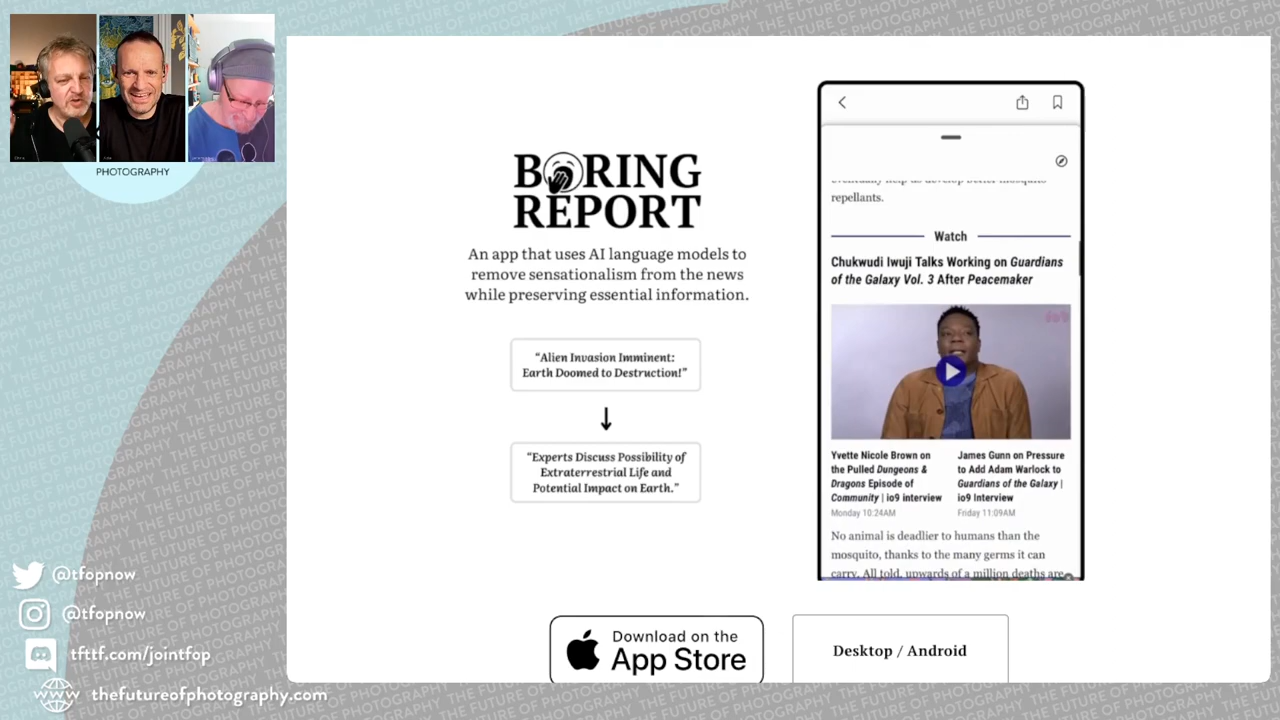 PHOTOGRAPHY
BORING
REPORT
An app that uses AI language models to
remove sensationalism from the news
while preserving essential information.
“Alien Invasion Imminent:
Earth Doomed to Destruction!”
“Experts Discuss Possibility of
Extraterrestrial Life and
Potential Impact on Earth.”
repellants.
Watch
Chukwudi Iwuji Talks Working on Guardians
of the Galaxy Vol. 3 After Peacemaker
Yvette Nicole Brown on
the Pulled Dungeons &
Dragons Episode of
Community | io9 interview
Monday 10:24AM
James Gunn on Pressure
to Add Adam Warlock to
Guardians of the Galaxy |
io9 Interview
Friday 11:09AM
No animal is deadlier to humans than the
mosquito, thanks to the many germs it can
carry. All told, upwards of a million deaths are
Download on the
App Store
Desktop / Android
@tfopnow
@tfopnow
tfttf.com/jointfop
www
thefutureofphotography.com
THE FUTURE OF PHOTOGRAPHY